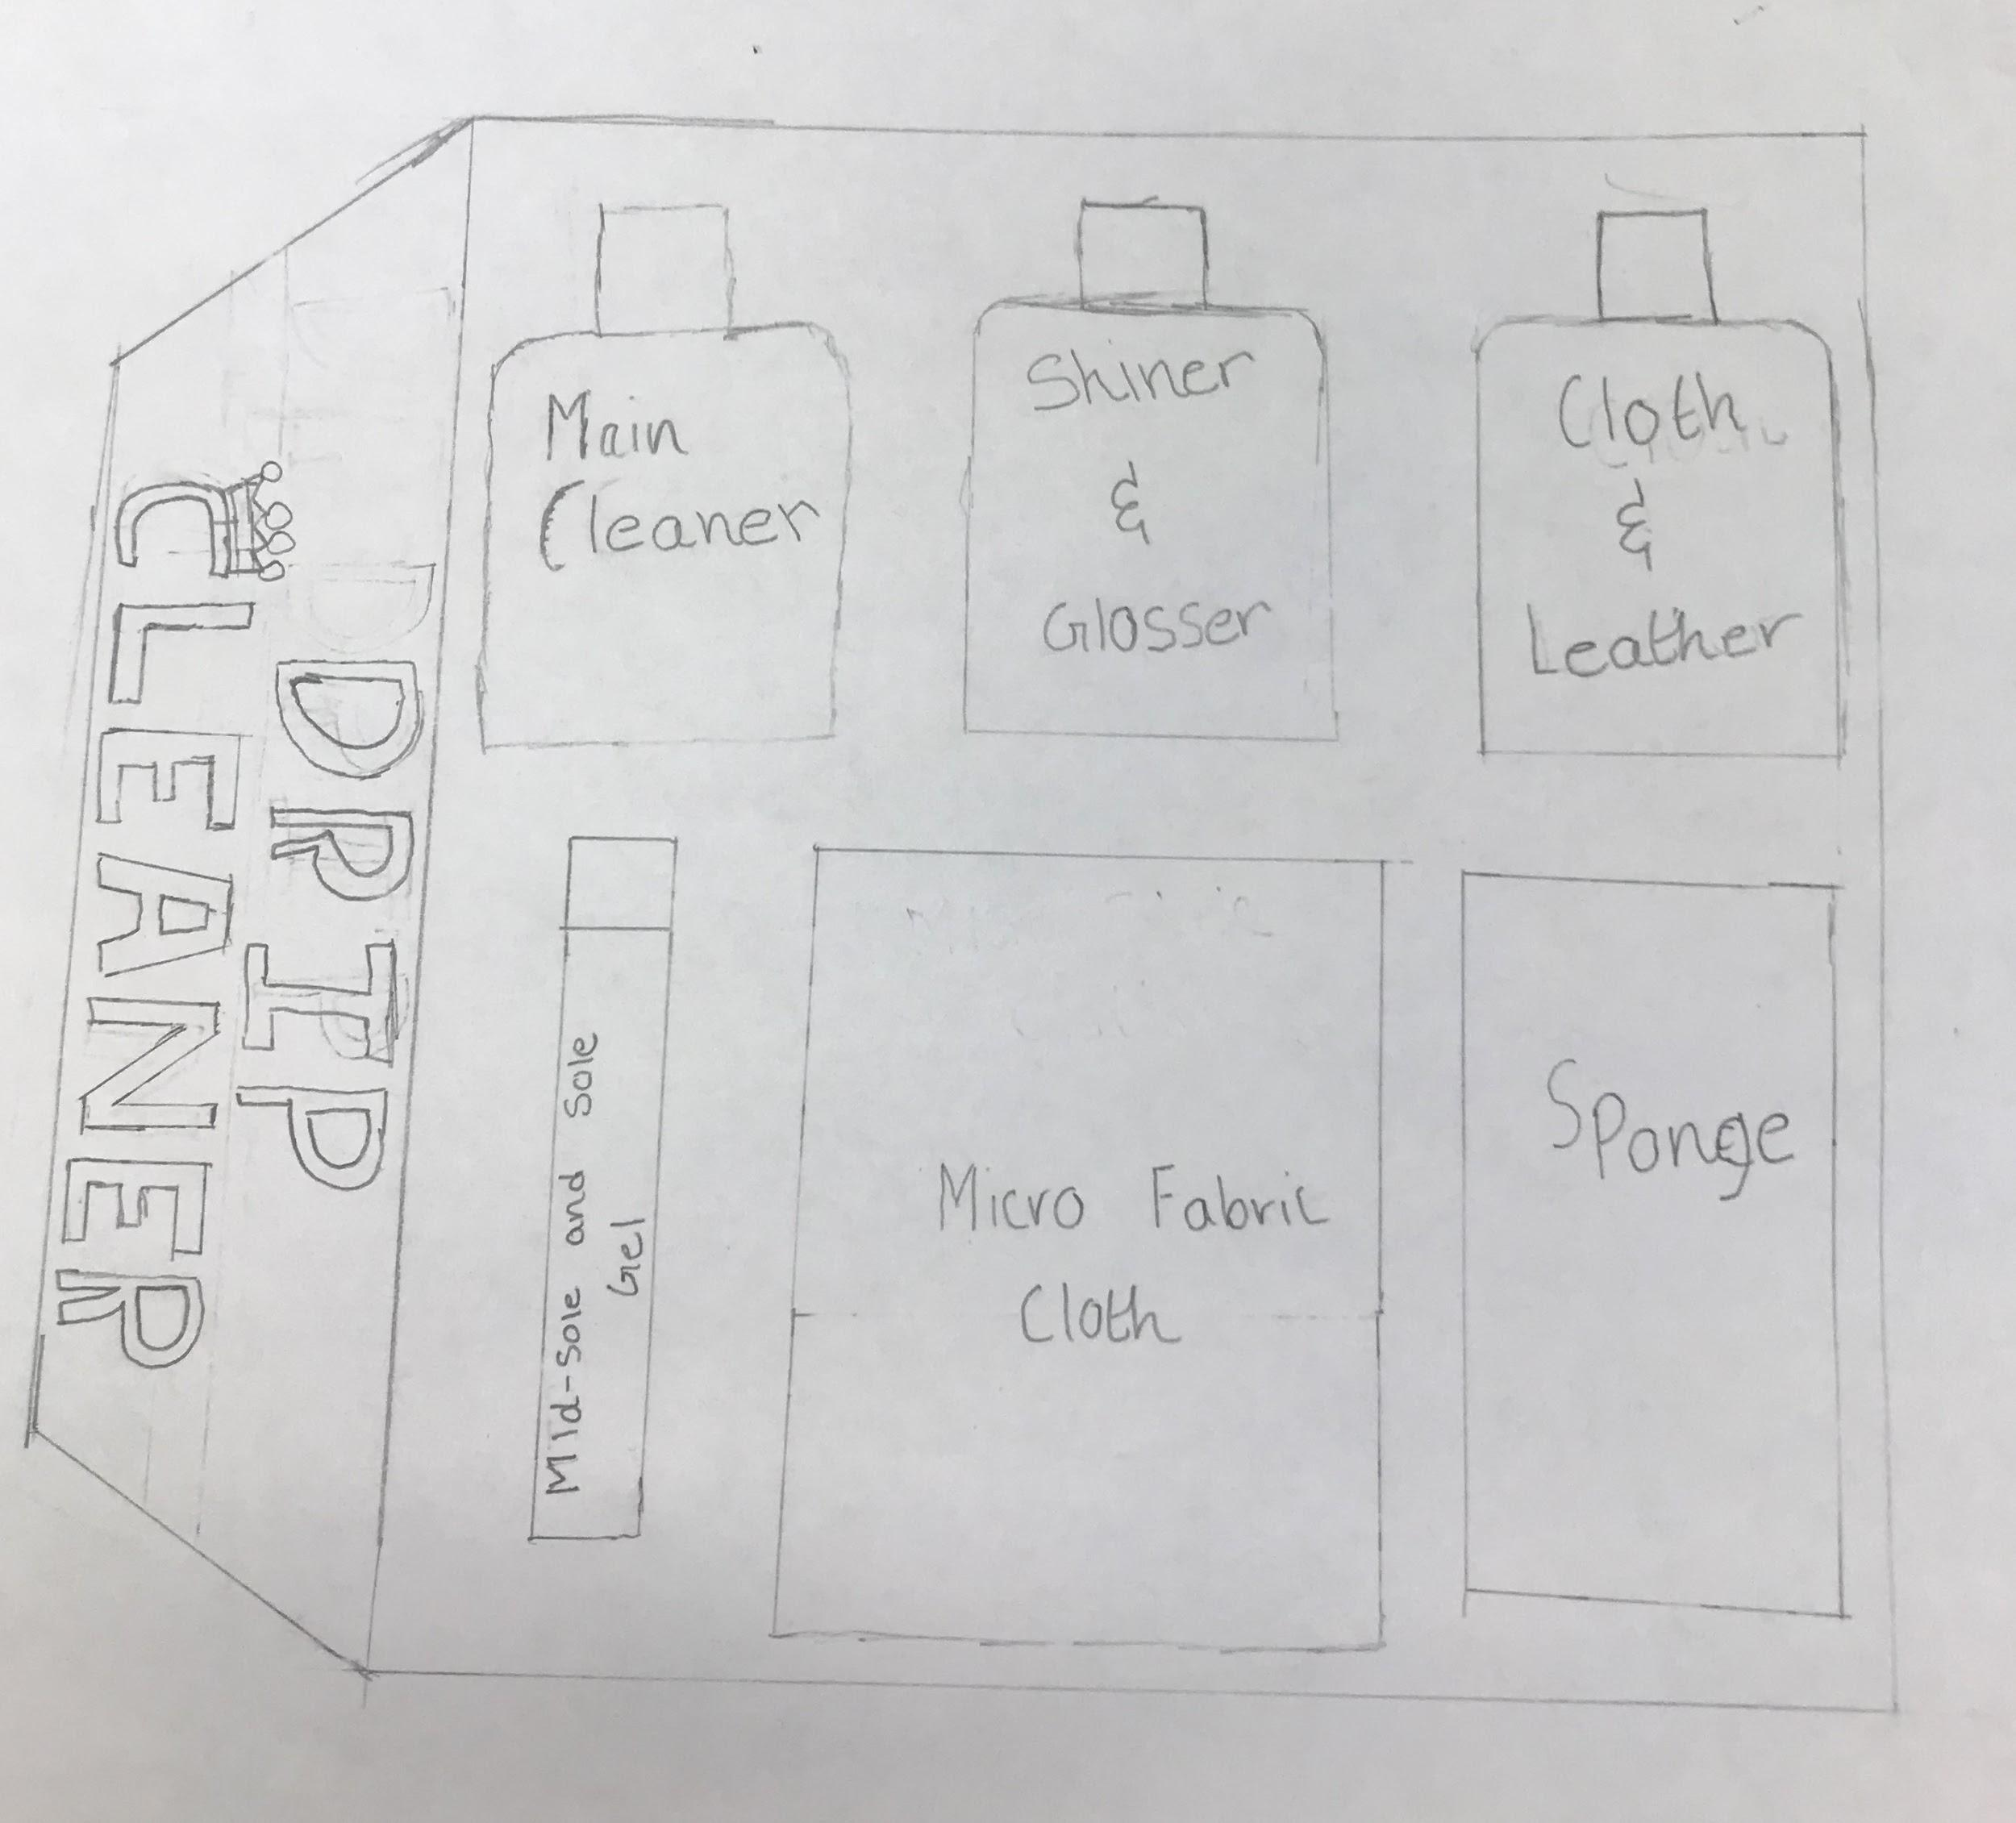 DRIP
CLEANER
Main
Cleaner
Shiner
&
Glosser
Cloth
&
Leather
Mid-Sole and Sole
Gel
Micro Fabric
Cloth
Sponge